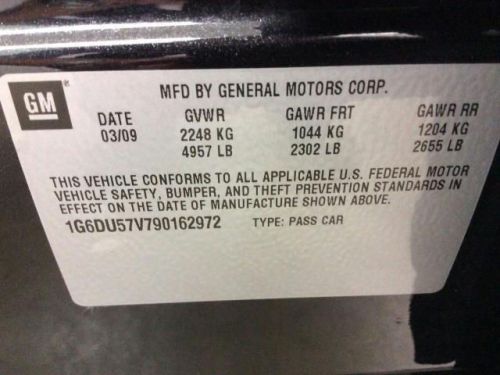 GM
MFD BY GENERAL MOTORS CORP.
DATE GVWR GAWR FRT GAWR RR
03/09 2248 KG 1044 KG 1204 KG
4957 LB 2302 LB 2655 LB
THIS VEHICLE CONFORMS TO ALL APPLICABLE U.S. FEDERAL MOTOR
VEHICLE SAFETY, BUMPER, AND THEFT PREVENTION STANDARDS IN
EFFECT ON THE DATE OF MANUFACTURE SHOWN ABOVE.
1G6DU57V790162972 TYPE: PASS CAR